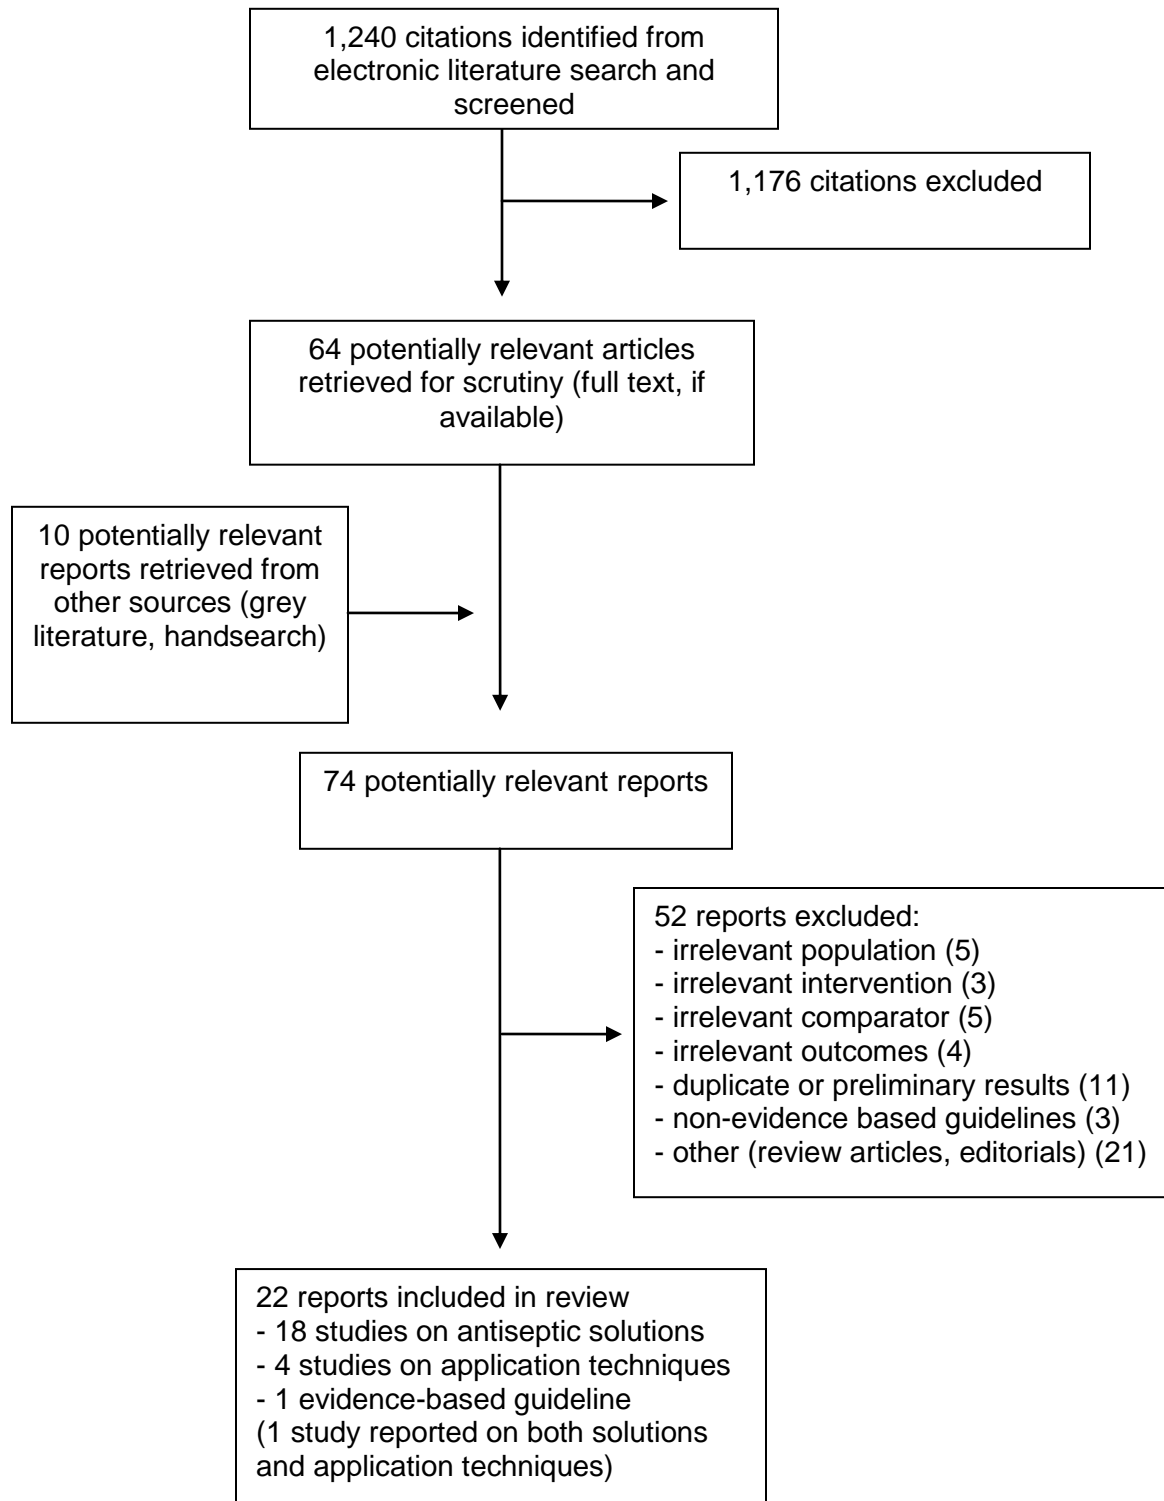 1,240 citations identified from
electronic literature search and
screened
1,176 citations excluded
64 potentially relevant articles
retrieved for scrutiny (full text, if
available)
10 potentially relevant
reports retrieved from
other sources (grey
literature, handsearch)
74 potentially relevant reports
52 reports excluded:
- irrelevant population (5)
- irrelevant intervention (3)
- irrelevant comparator (5)
- irrelevant outcomes (4)
- duplicate or preliminary results (11)
- non-evidence based guidelines (3)
- other (review articles, editorials) (21)
22 reports included in review
- 18 studies on antiseptic solutions
- 4 studies on application techniques
- 1 evidence-based guideline
(1 study reported on both solutions
and application techniques)